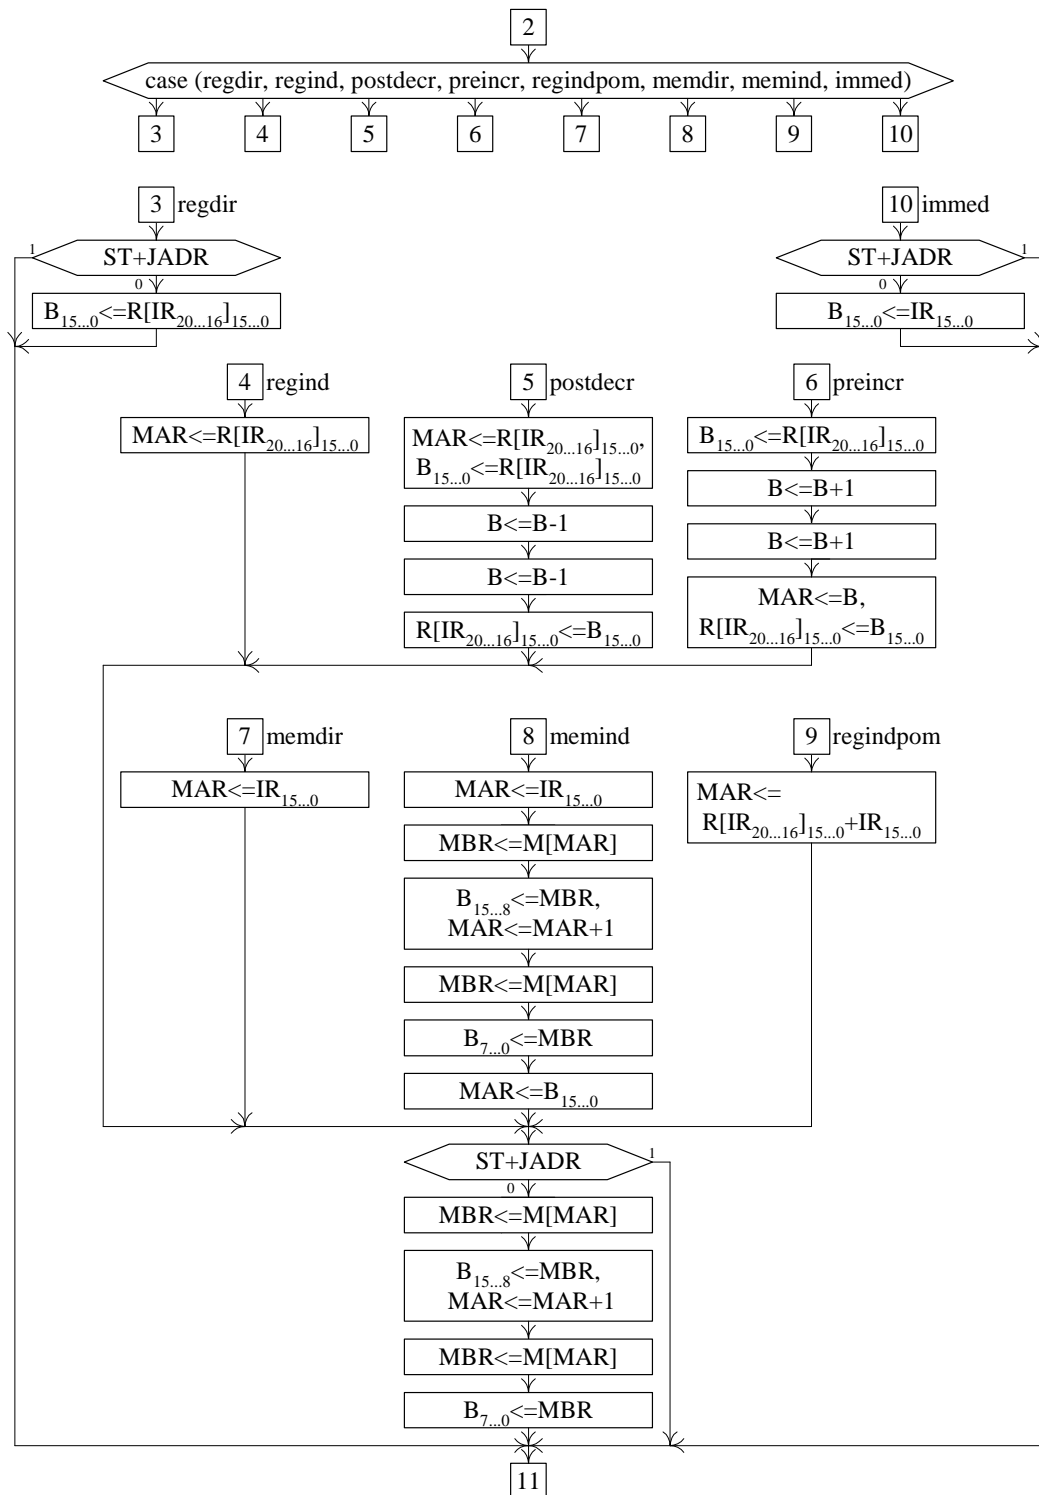 2
case (regdir, regind, postdecr, preincr, regindpom, memdir, memind, immed)
3 4 5 6 7 8 9 10
3 regdir
10 immed
1 ST+JADR
ST+JADR 1
0
0
B15...0<=R[IR20...16]15...0
B15...0<=IR15...0
4 regind
5 postdecr
6 preincr
MAR<=R[IR20...16]15...0
MAR<=R[IR20...16]15...0,
B15...0<=R[IR20...16]15...0
B15...0<=R[IR20...16]15...0
B<=B-1
B<=B+1
B<=B-1
B<=B+1
R[IR20...16]15...0<=B15...0
MAR<=B,
R[IR20...16]15...0<=B15...0
7 memdir
8 memind
9 regindpom
MAR<=IR15...0
MAR<=IR15...0
MAR<=
R[IR20...16]15...0+IR15...0
MBR<=M[MAR]
B15...8<=MBR,
MAR<=MAR+1
MBR<=M[MAR]
B7...0<=MBR
MAR<=B15...0
ST+JADR 1
0
MBR<=M[MAR]
B15...8<=MBR,
MAR<=MAR+1
MBR<=M[MAR]
B7...0<=MBR
11